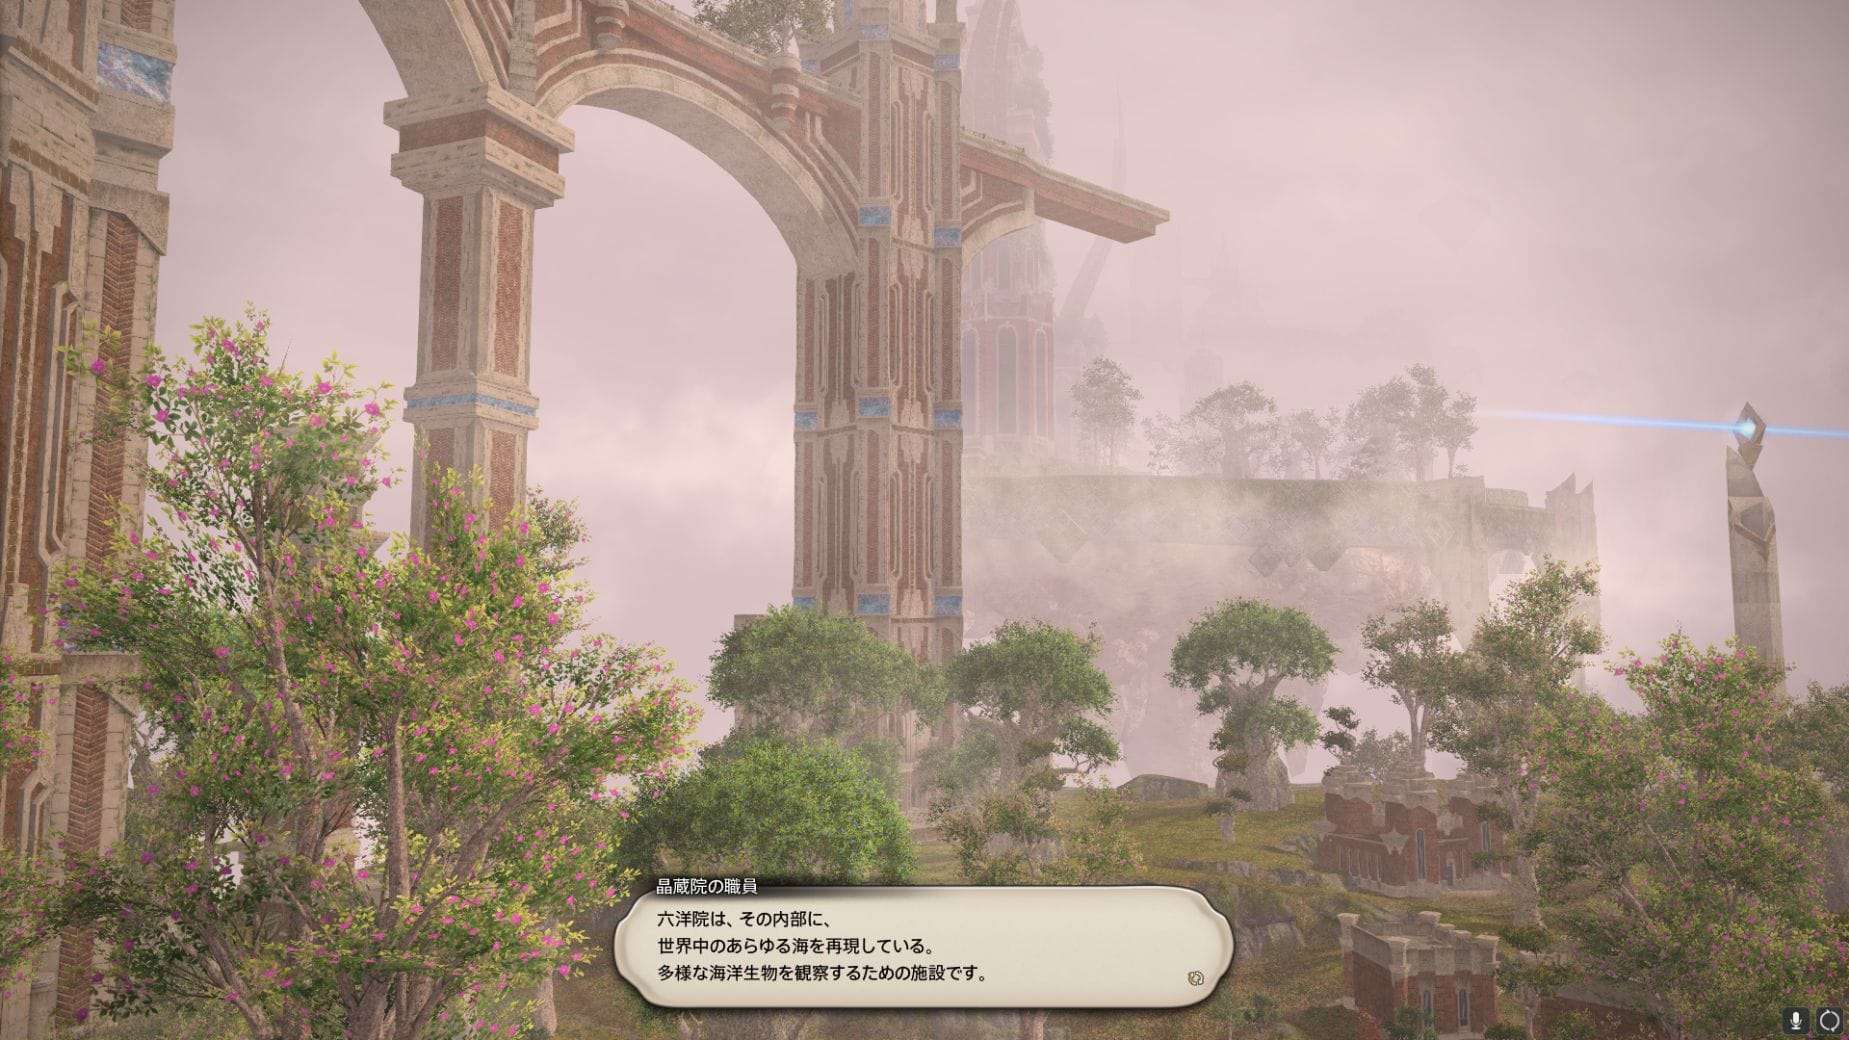 晶蔵院の職員
六洋院は、その内部に、
世界中のあらゆる海を再現している。
多様な海洋生物を観察するための施設です。